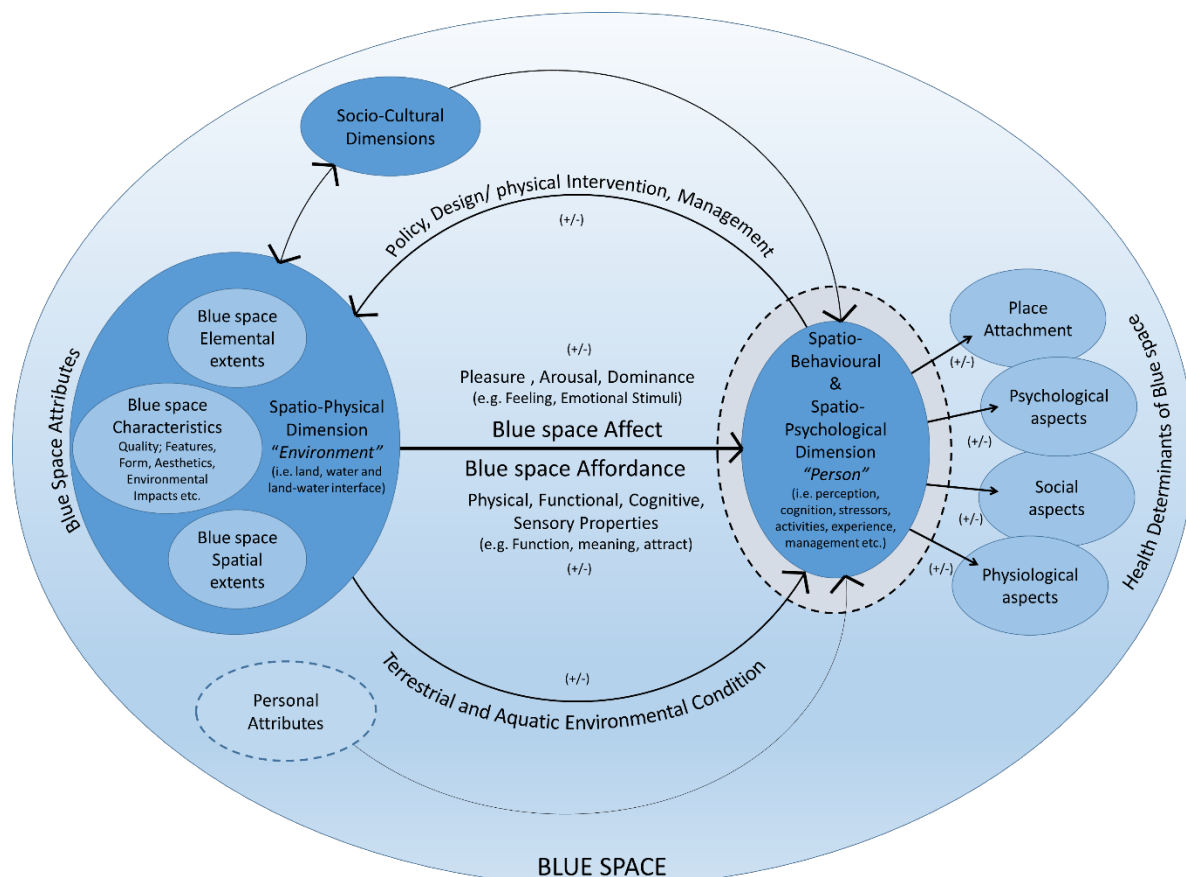 Socio-Cultural
Dimensions
Policy, Design/ physical Intervention, Management
(+/-)
Blue Space Attributes
Blue space
Elemental
extents
Blue space
Characteristics
Quality; Features,
Form, Aesthetics,
Environmental
Impacts etc.
Blue space
Spatial
extents
Spatio-Physical
Dimension
"Environment"
(i.e. land, water and
land-water interface)
(+/-)
Pleasure , Arousal, Dominance
(e.g. Feeling, Emotional Stimuli)
Blue space Affect
Blue space Affordance
Physical, Functional, Cognitive,
Sensory Properties
(e.g. Function, meaning, attract)
(+/-)
Spatio-
Behavioural
&
Spatio-
Psychological
Dimension
"Person"
(i.e. perception,
cognition, stressors,
activities, experience,
management etc.)
Place
Attachment
(+/-)
Psychological
aspects
(+/-)
Social
aspects
(+/-)
Physiological
aspects
(+/-)
Health Determinants of Blue space
(+/-)
Terrestrial and Aquatic Environmental Condition
Personal
Attributes
BLUE SPACE